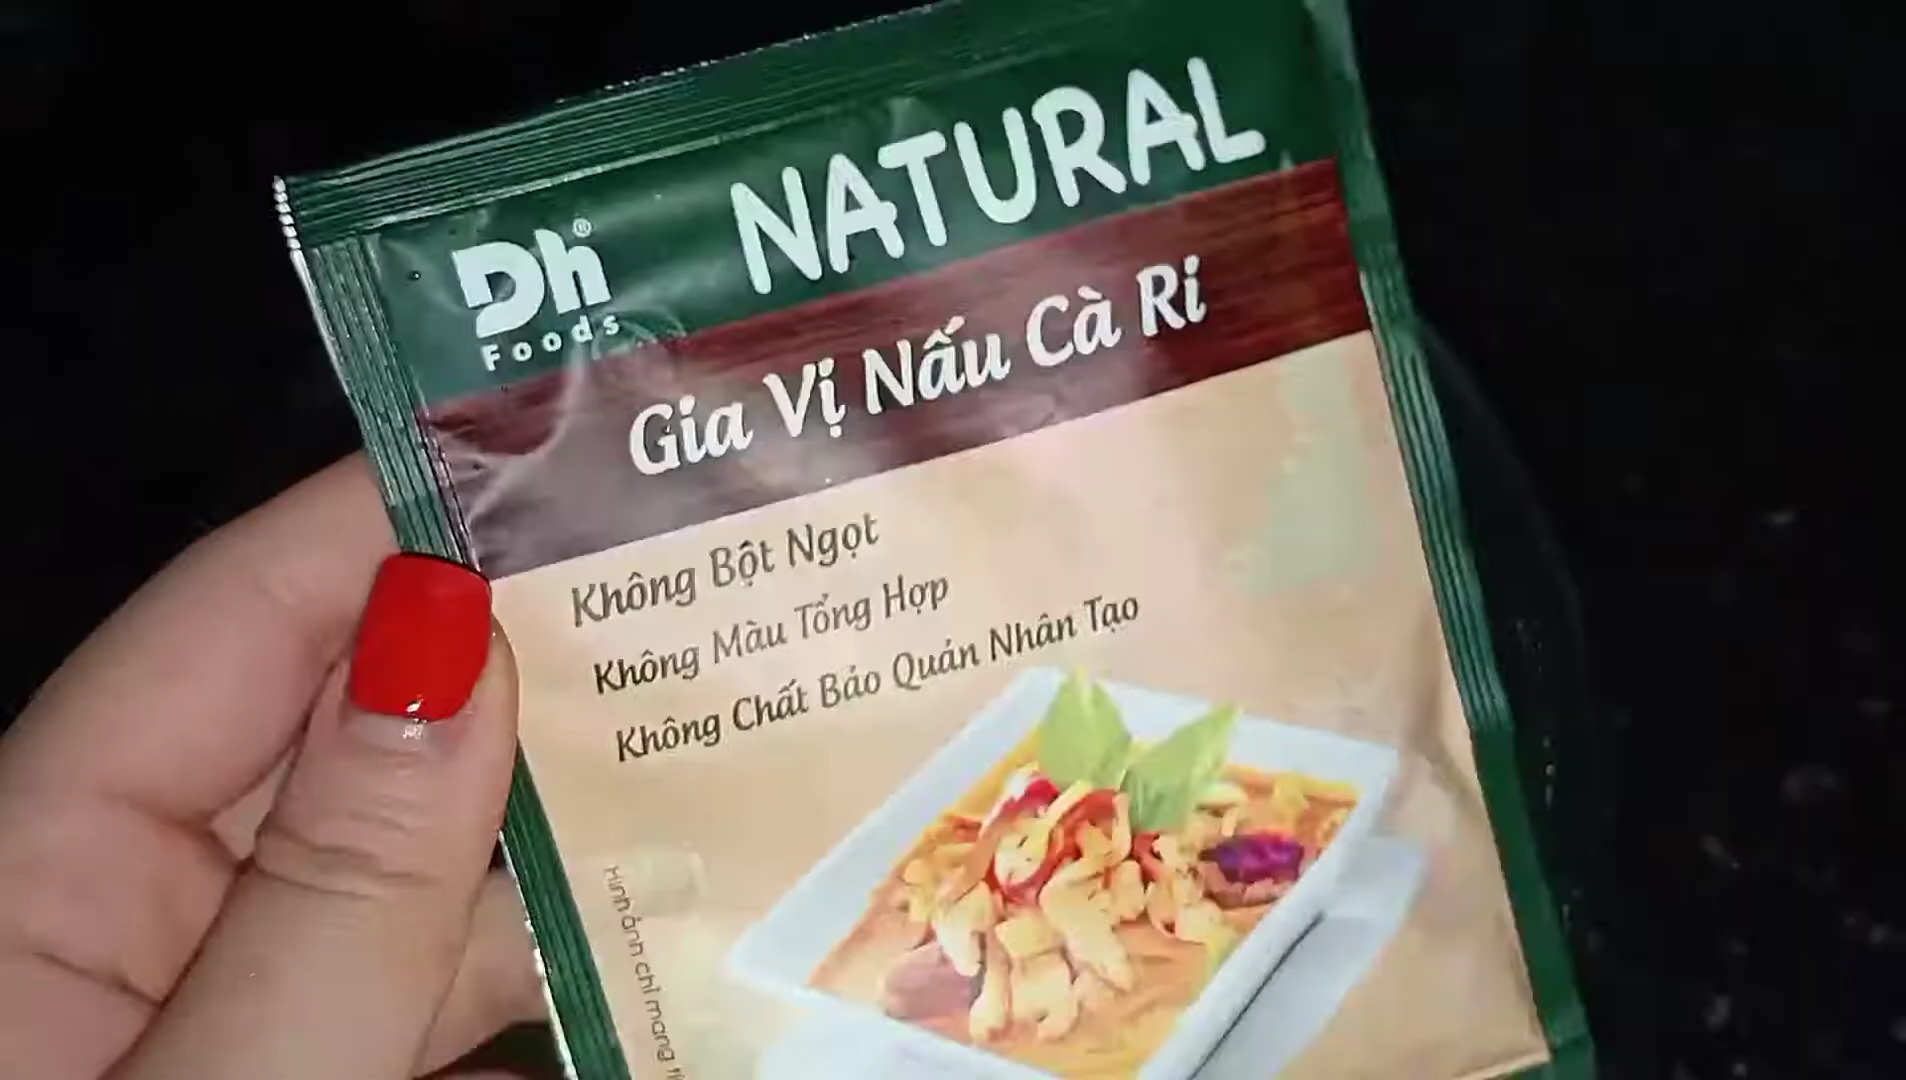 NATURAL
Dh®
Foods
Gia Vị Nấu Cà Ri
Không Bột Ngọt
Không Màu Tổng Hợp
Không Chất Bảo Quản Nhân Tạo
Hình ảnh chỉ mang